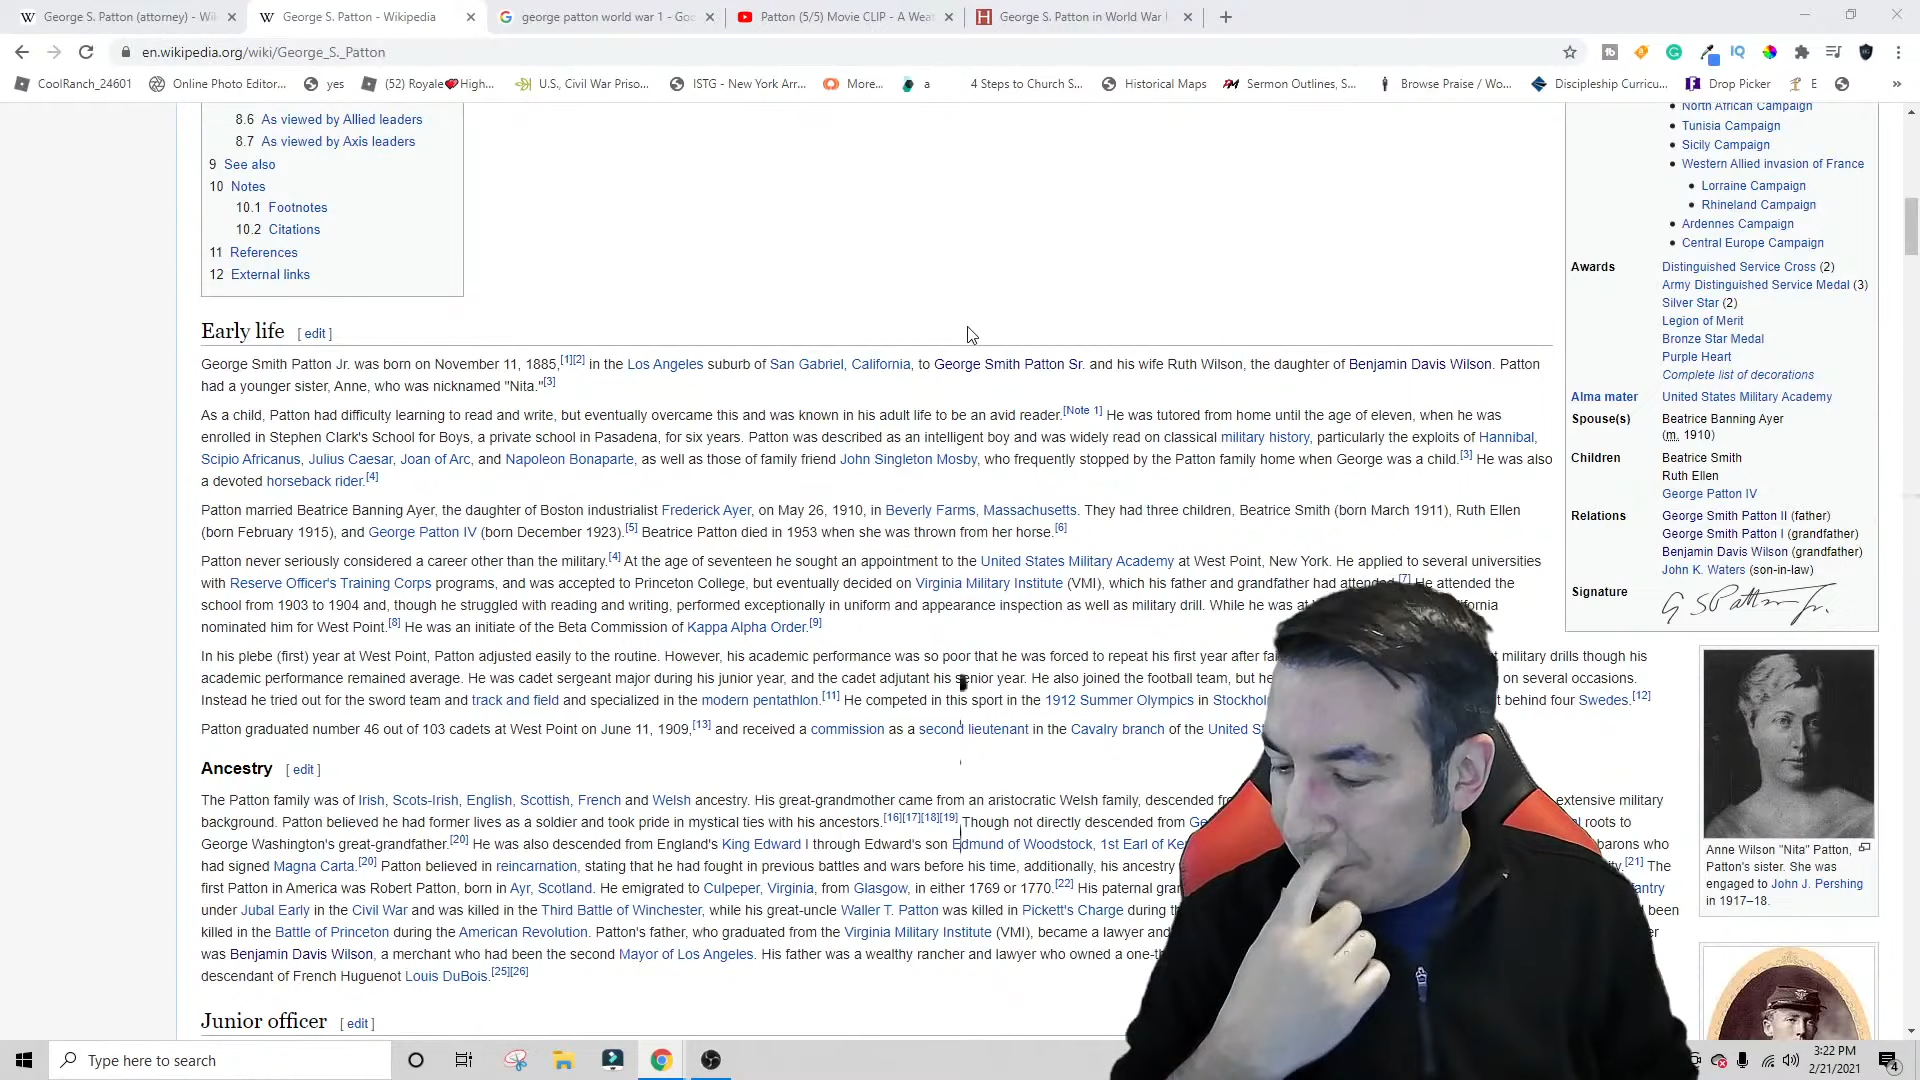 George S. Patton (attorney) - Wi
George S. Patton - Wikipedia
george patton world war 1 - Goo
Patton (5/5) Movie CLIP - A Wea
George S. Patton in World War
en.wikipedia.org/wiki/George_S._Patton
CoolRanch_24601
Online Photo Editor...
yes
(52) Royale❤High...
U.S., Civil War Priso...
ISTG - New York Arr...
More...
a
4 Steps to Church S...
Historical Maps
Sermon Outlines, S...
Browse Praise / Wo...
Discipleship Curricu...
Drop Picker
E
8.6 As viewed by Allied leaders
8.7 As viewed by Axis leaders
9 See also
10 Notes
10.1 Footnotes
10.2 Citations
11 References
12 External links
North African Campaign
Tunisia Campaign
Sicily Campaign
Western Allied invasion of France
Lorraine Campaign
Rhineland Campaign
Ardennes Campaign
Central Europe Campaign
Awards
Distinguished Service Cross (2)
Army Distinguished Service Medal (3)
Silver Star (2)
Legion of Merit
Bronze Star Medal
Purple Heart
Complete list of decorations
Alma mater United States Military Academy
Spouse(s) Beatrice Banning Ayer
(m. 1910)
Children Beatrice Smith
Ruth Ellen
George Patton IV
Relations George Smith Patton II (father)
George Smith Patton I (grandfather)
Benjamin Davis Wilson (grandfather)
John K. Waters (son-in-law)
Signature G S Patton Jr.
Early life [ edit ]
George Smith Patton Jr. was born on November 11, 1885,[1][2] in the Los Angeles suburb of San Gabriel, California, to George Smith Patton Sr. and his wife Ruth Wilson, the daughter of Benjamin Davis Wilson. Patton
had a younger sister, Anne, who was nicknamed "Nita."[3]
As a child, Patton had difficulty learning to read and write, but eventually overcame this and was known in his adult life to be an avid reader.[Note 1] He was tutored from home until the age of eleven, when he was
enrolled in Stephen Clark's School for Boys, a private school in Pasadena, for six years. Patton was described as an intelligent boy and was widely read on classical military history, particularly the exploits of Hannibal,
Scipio Africanus, Julius Caesar, Joan of Arc, and Napoleon Bonaparte, as well as those of family friend John Singleton Mosby, who frequently stopped by the Patton family home when George was a child.[3] He was also
a devoted horseback rider.[4]
Patton married Beatrice Banning Ayer, the daughter of Boston industrialist Frederick Ayer, on May 26, 1910, in Beverly Farms, Massachusetts. They had three children, Beatrice Smith (born March 1911), Ruth Ellen
(born February 1915), and George Patton IV (born December 1923).[5] Beatrice Patton died in 1953 when she was thrown from her horse.[6]
Patton never seriously considered a career other than the military.[4] At the age of seventeen he sought an appointment to the United States Military Academy at West Point, New York. He applied to several universities
with Reserve Officer's Training Corps programs, and was accepted to Princeton College, but eventually decided on Virginia Military Institute (VMI), which his father and grandfather had attended.[7] He attended the
school from 1903 to 1904 and, though he struggled with reading and writing, performed exceptionally in uniform and appearance inspection as well as military drill. While he was at
nominated him for West Point.[8] He was an initiate of the Beta Commission of Kappa Alpha Order.[9]
In his plebe (first) year at West Point, Patton adjusted easily to the routine. However, his academic performance was so poor that he was forced to repeat his first year after military drills though his
academic performance remained average. He was cadet sergeant major during his junior year, and the cadet adjutant his senior year. He also joined the football team, but he on several occasions.
Instead he tried out for the sword team and track and field and specialized in the modern pentathlon.[11] He competed in this sport in the 1912 Summer Olympics in behind four Swedes.[12]
Patton graduated number 46 out of 103 cadets at West Point on June 11, 1909,[13] and received a commission as a second lieutenant in the Cavalry branch of the United
Ancestry [ edit ]
The Patton family was of Irish, Scots-Irish, English, Scottish, French and Welsh ancestry. His great-grandmother came from an aristocratic Welsh family, descended extensive military
background. Patton believed he had former lives as a soldier and took pride in mystical ties with his ancestors.[16][17][18][19] Though not directly descended from roots to
George Washington's great-grandfather.[20] He was also descended from England's King Edward I through Edward's son Edmund of Woodstock, 1st Earl of barons who
had signed Magna Carta.[20] Patton believed in reincarnation, stating that he had fought in previous battles and wars before his time, additionally, his ancestry [21] The
first Patton in America was Robert Patton, born in Ayr, Scotland. He emigrated to Culpeper, Virginia, from Glasgow, in either 1769 or 1770.[22] His paternal
under Jubal Early in the Civil War and was killed in the Third Battle of Winchester, while his great-uncle Waller T. Patton was killed in Pickett's Charge during been
killed in the Battle of Princeton during the American Revolution. Patton's father, who graduated from the Virginia Military Institute (VMI), became a lawyer and
was Benjamin Davis Wilson, a merchant who had been the second Mayor of Los Angeles. His father was a wealthy rancher and lawyer who owned a
descendant of French Huguenot Louis DuBois.[25][26]
Junior officer [ edit ]
Anne Wilson "Nita" Patton,
Patton's sister. She was
engaged to John J. Pershing
in 1917–18.
Type here to search
3:22 PM
2/21/2021
4